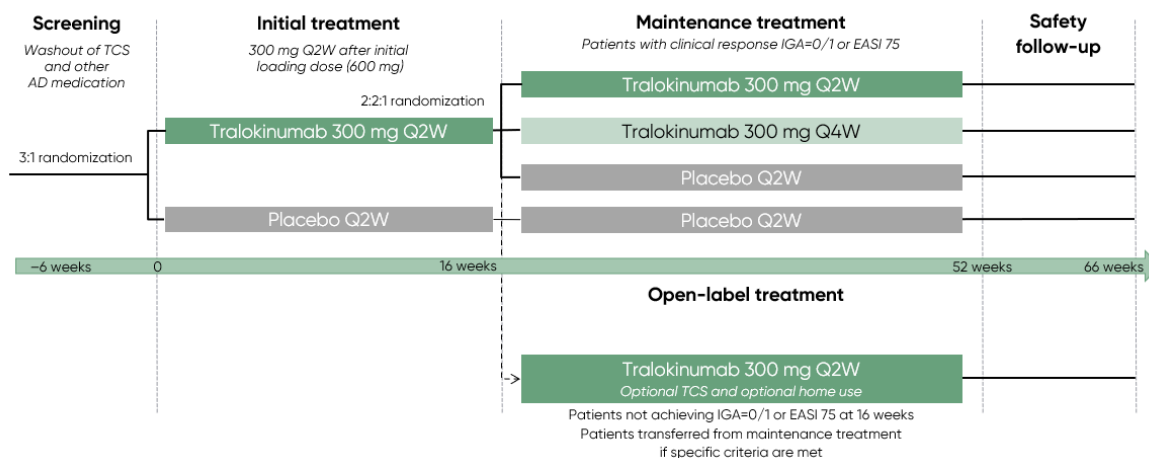 Screening
Washout of TCS
and other
AD medication
Initial treatment
300 mg Q2W after initial
loading dose (600 mg)
Maintenance treatment
Patients with clinical response IGA=0/1 or EASI 75
Safety
follow-up
3:1 randomization
2:2:1 randomization
Tralokinumab 300 mg Q2W
Placebo Q2W
Tralokinumab 300 mg Q2W
Tralokinumab 300 mg Q4W
Placebo Q2W
Placebo Q2W
–6 weeks
0
16 weeks
52 weeks
66 weeks
Open-label treatment
Tralokinumab 300 mg Q2W
Optional TCS and optional home use
Patients not achieving IGA=0/1 or EASI 75 at 16 weeks
Patients transferred from maintenance treatment
if specific criteria are met